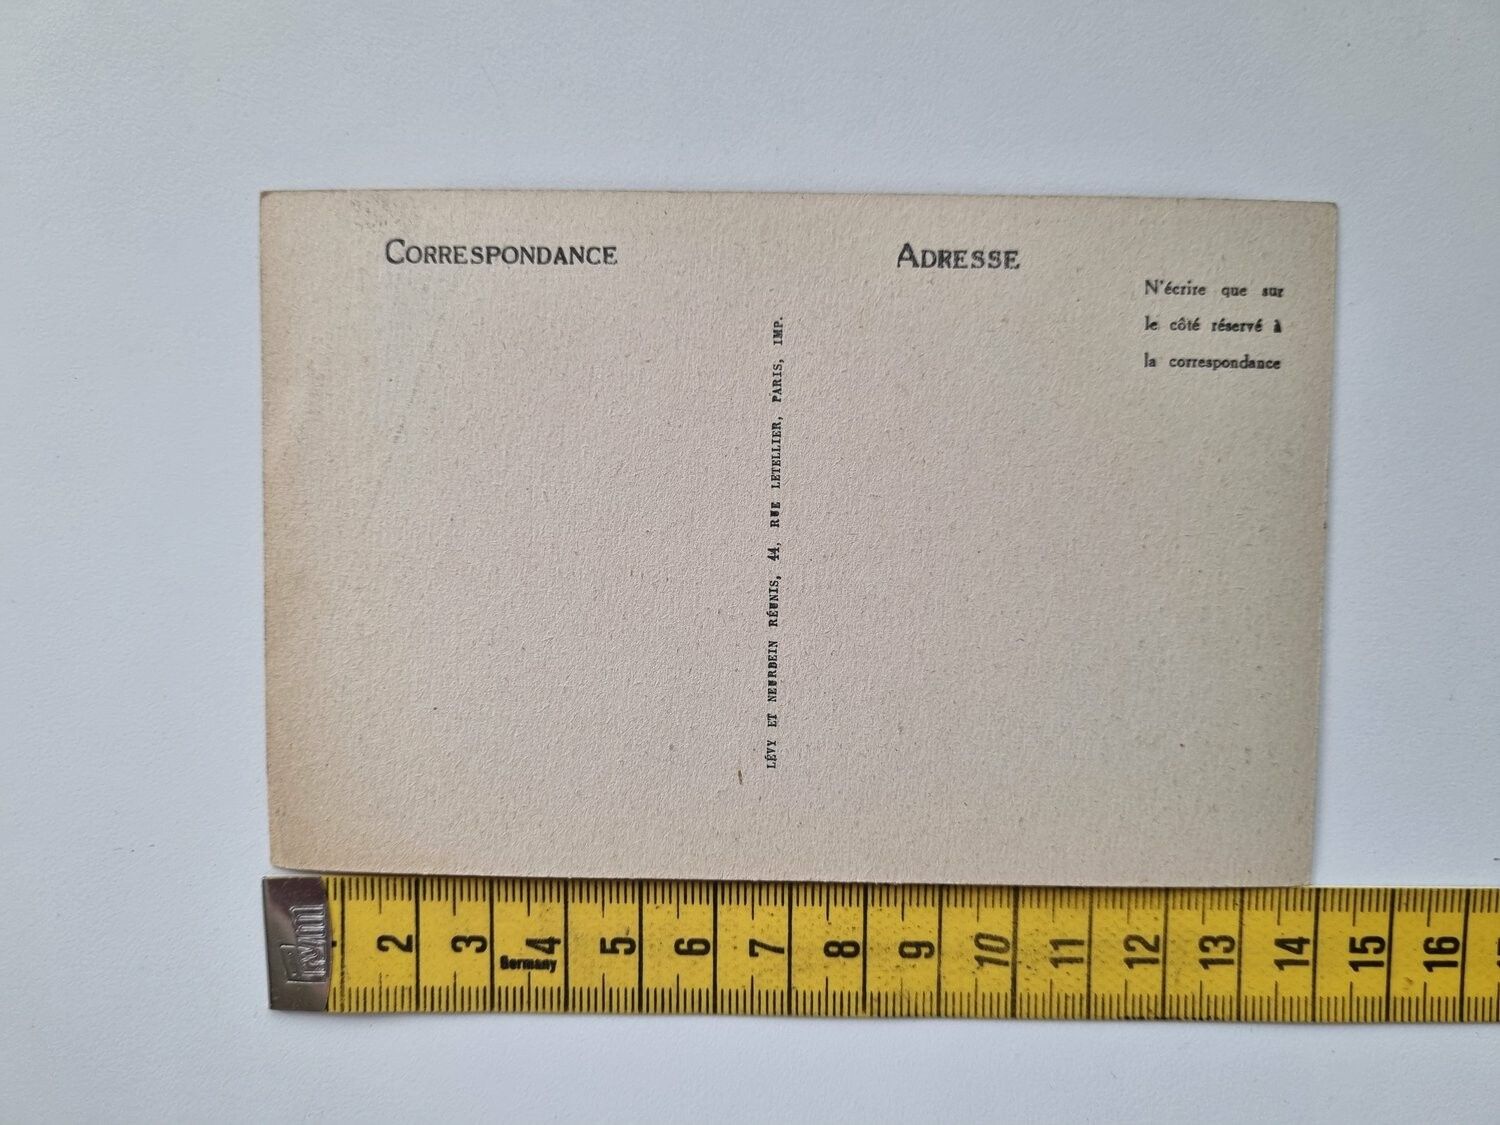 CORRESPONDANCE
ADRESSE
N'écrire que sur
le côté réservé à
la correspondance
LÉVY ET NEURDEIN RÉUNIS, 44, RUE LETELLIER, PARIS, IMP.
2 3 4 5 6 7 8 9 10 11 12 13 14 15 16
Germany